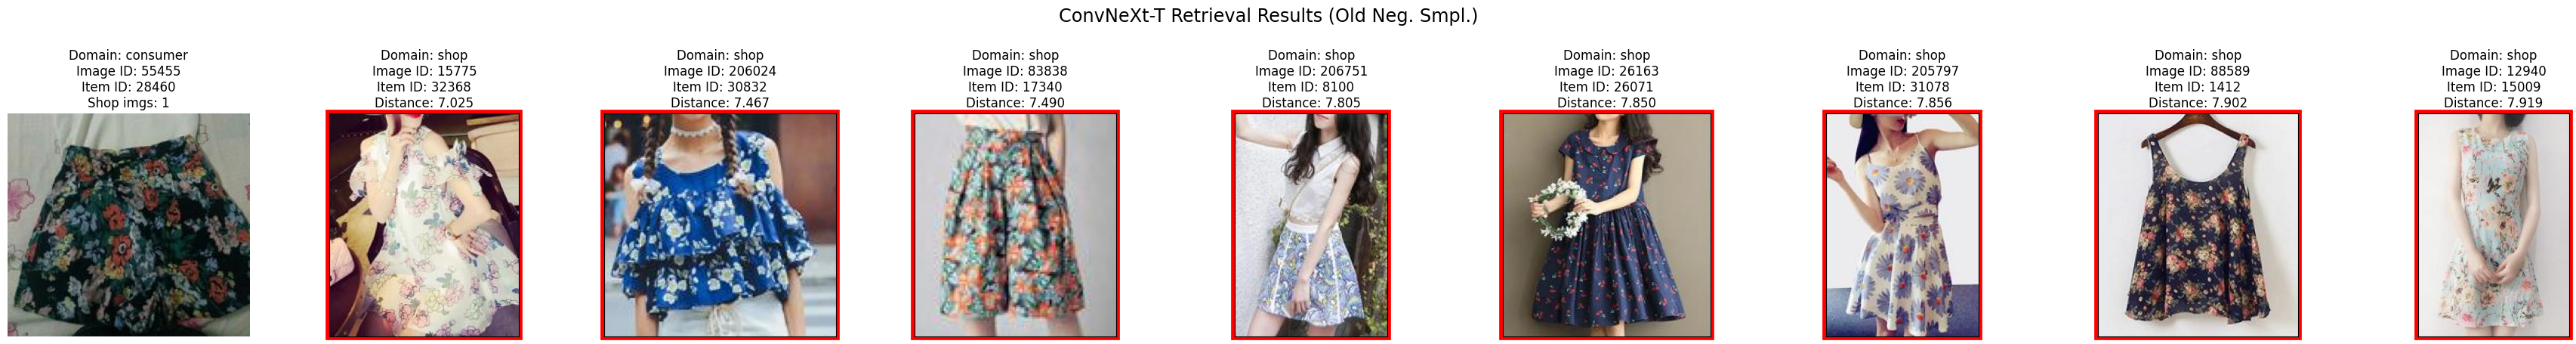 ConvNeXt-T Retrieval Results (Old Neg. Smpl.)
Domain: consumer
Image ID: 55455
Item ID: 28460
Shop imgs: 1
Domain: shop
Image ID: 15775
Item ID: 32368
Distance: 7.025
Domain: shop
Image ID: 206024
Item ID: 30832
Distance: 7.467
Domain: shop
Image ID: 83838
Item ID: 17340
Distance: 7.490
Domain: shop
Image ID: 206751
Item ID: 8100
Distance: 7.805
Domain: shop
Image ID: 26163
Item ID: 26071
Distance: 7.850
Domain: shop
Image ID: 205797
Item ID: 31078
Distance: 7.856
Domain: shop
Image ID: 88589
Item ID: 1412
Distance: 7.902
Domain: shop
Image ID: 12940
Item ID: 15009
Distance: 7.919